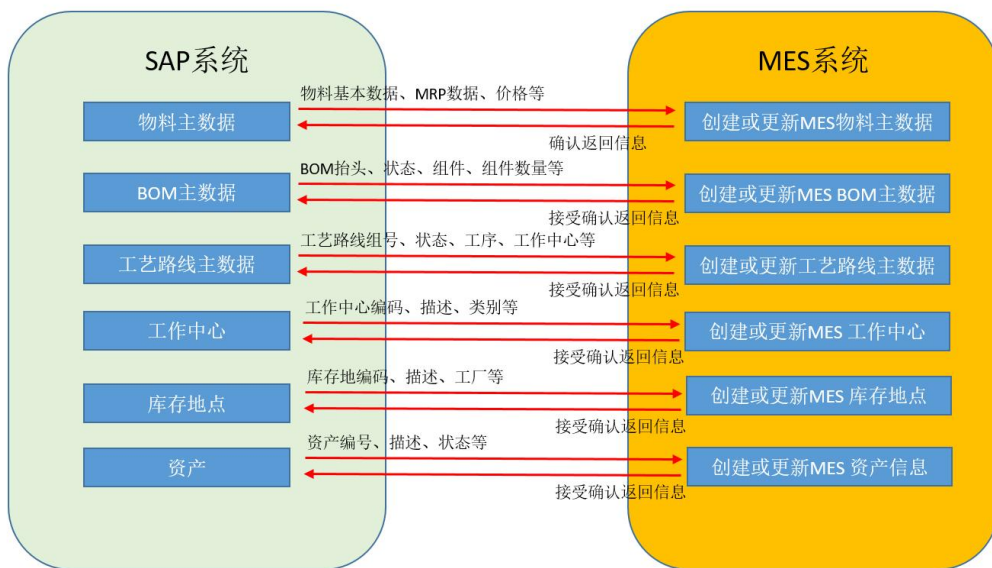 SAP系统
MES系统
物料基本数据、MRP数据、价格等
物料主数据
创建或更新MES物料主数据
确认返回信息
BOM抬头、状态、组件、组件数量等
BOM主数据
创建或更新MES BOM主数据
接受确认返回信息
工艺路线组号、状态、工序、工作中心等
工艺路线主数据
创建或更新工艺路线主数据
接受确认返回信息
工作中心编码、描述、类别等
工作中心
创建或更新MES 工作中心
接受确认返回信息
库存地编码、描述、工厂等
库存地点
创建或更新MES 库存地点
接受确认返回信息
资产编号、描述、状态等
资产
创建或更新MES 资产信息
接受确认返回信息